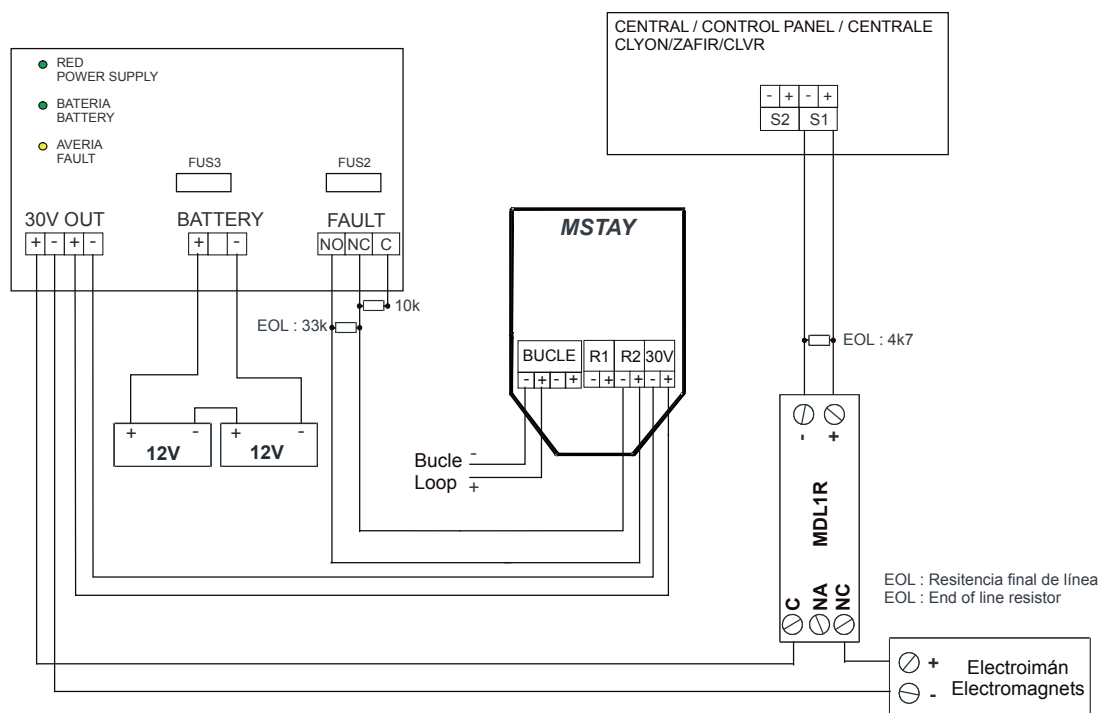 CENTRAL / CONTROL PANEL / CENTRALE
CLYON/ZAFIR/CLVR
- + - +
S2 S1
RED
POWER SUPPLY
BATERIA
BATTERY
AVERIA
FAULT
FUS3
FUS2
30V OUT
+ - + -
BATTERY
+ -
FAULT
NO NC C
10k
EOL : 33k
MSTAY
BUCLE R1 R2 30V
- + - + - + - + - +
EOL : 4k7
+ -
12V
+ -
12V
Bucle -
Loop +
- +
MDL1R
C NA NC
EOL : Resitencia final de línea
EOL : End of line resistor
+ Electroimán
- Electromagnets